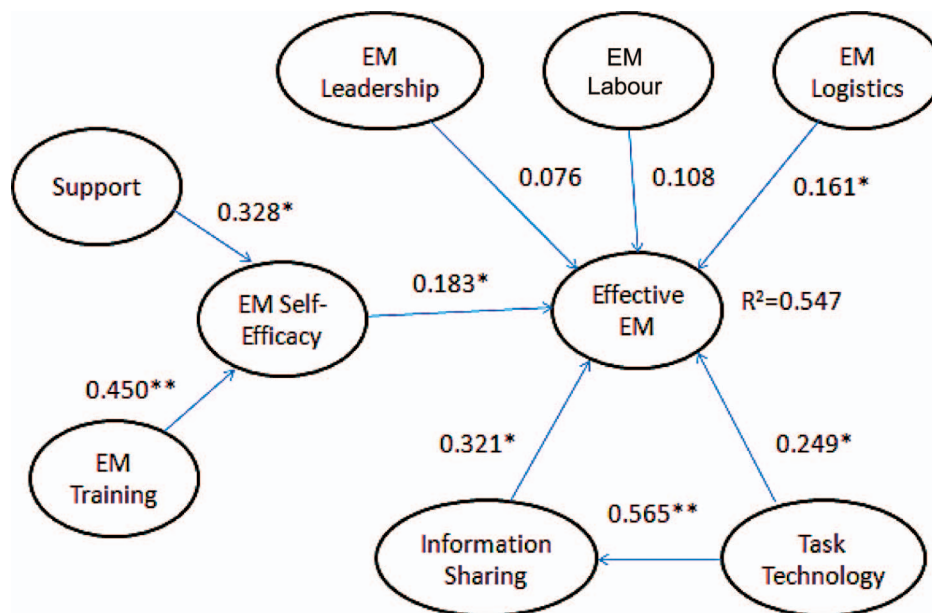 EM
Leadership
EM
Labour
EM
Logistics
Support
0.328*
0.076
0.108
0.161*
EM Self-
Efficacy
0.183*
Effective
EM
R²=0.547
0.450**
EM
Training
0.321*
0.249*
0.565**
Information
Sharing
Task
Technology